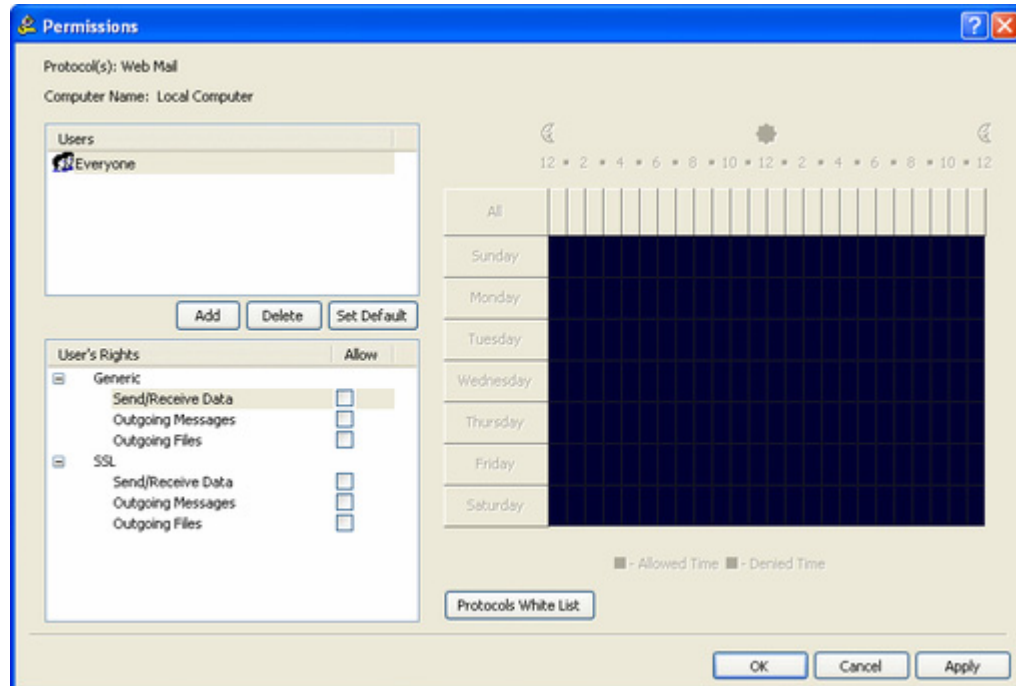 Permissions
Protocol(s): Web Mail
Computer Name: Local Computer
Users
Everyone
Add Delete Set Default
User's Rights Allow
Generic
Send/Receive Data
Outgoing Messages
Outgoing Files
SSL
Send/Receive Data
Outgoing Messages
Outgoing Files
12 • 2 • 4 • 6 • 8 • 10 • 12 • 2 • 4 • 6 • 8 • 10 • 12
All
Sunday
Monday
Tuesday
Wednesday
Thursday
Friday
Saturday
- Allowed Time - Denied Time
Protocols White List
OK Cancel Apply